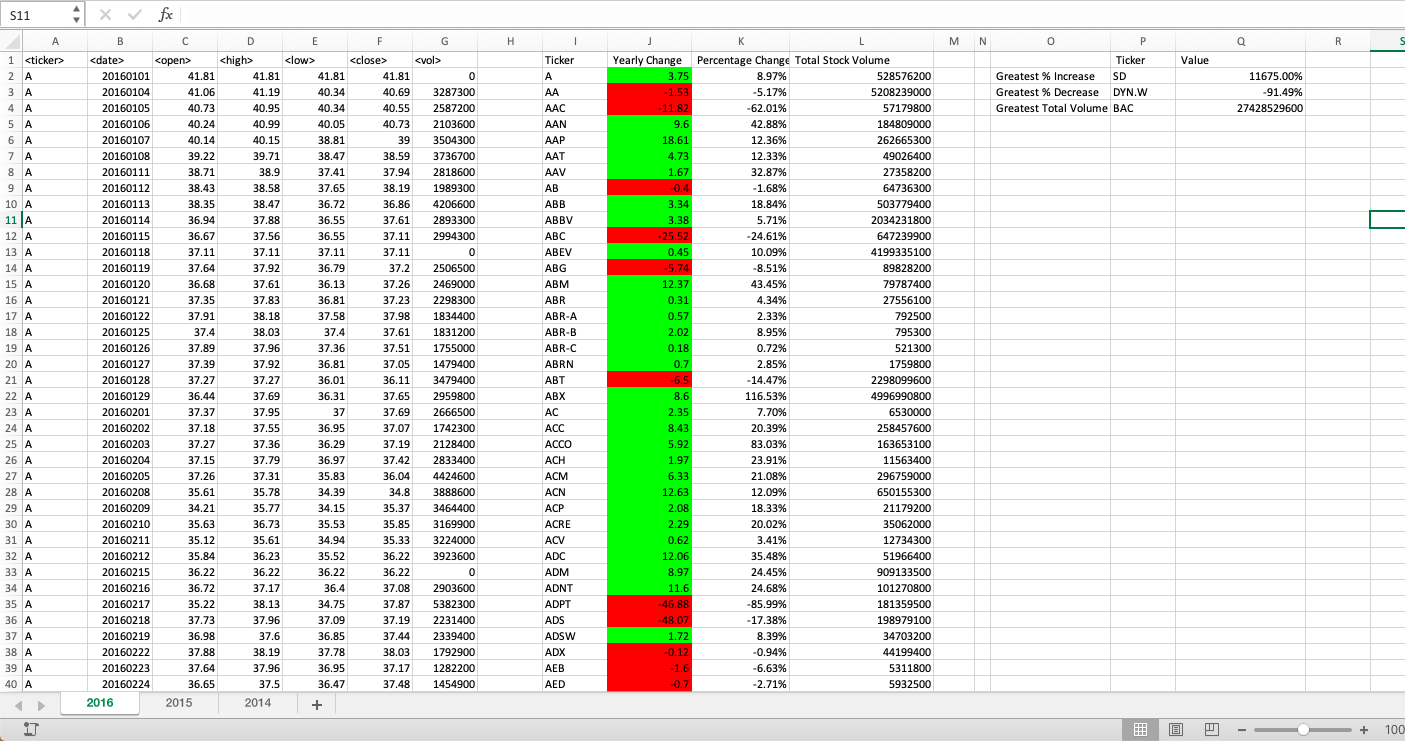 S11 fx
A B C D E F G H I J K L M N O P Q R S
1 <ticker> <date> <open> <high> <low> <close> <vol> Ticker Yearly Change Percentage Change Total Stock Volume Ticker Value
2 A 20160101 41.81 41.81 41.81 41.81 0 A 3.75 8.97% 528576200 Greatest % Increase SD 11675.00%
3 A 20160104 41.06 41.19 40.34 40.69 3287300 AA -1.53 -5.17% 5208239000 Greatest % Decrease DYN.W -91.49%
4 A 20160105 40.73 40.95 40.34 40.55 2587200 AAC -11.82 -62.01% 57179800 Greatest Total Volume BAC 27428529600
5 A 20160106 40.24 40.99 40.05 40.73 2103600 AAN 9.6 42.88% 184809000
6 A 20160107 40.14 40.15 38.81 39 3504300 AAP 18.61 12.36% 262665300
7 A 20160108 39.22 39.71 38.47 38.59 3736700 AAT 4.73 12.33% 49026400
8 A 20160111 38.71 38.9 37.41 37.94 2818600 AAV 1.67 32.87% 27358200
9 A 20160112 38.43 38.58 37.65 38.19 1989300 AB -0.4 -1.68% 64736300
10 A 20160113 38.35 38.47 36.72 36.86 4206600 ABB 3.34 18.84% 503779400
11 A 20160114 36.94 37.88 36.55 37.61 2893300 ABBV 3.38 5.71% 2034231800
12 A 20160115 36.67 37.56 36.55 37.11 2994300 ABC -25.52 -24.61% 647239900
13 A 20160118 37.11 37.11 37.11 37.11 0 ABEV 0.45 10.09% 4199335100
14 A 20160119 37.64 37.92 36.79 37.2 2506500 ABG -5.74 -8.51% 89828200
15 A 20160120 36.68 37.61 36.13 37.26 2469000 ABM 12.37 43.45% 79787400
16 A 20160121 37.35 37.83 36.81 37.23 2298300 ABR 0.31 4.34% 27556100
17 A 20160122 37.91 38.18 37.58 37.98 1834400 ABR-A 0.57 2.33% 792500
18 A 20160125 37.4 38.03 37.4 37.61 1831200 ABR-B 2.02 8.95% 795300
19 A 20160126 37.89 37.96 37.36 37.51 1755000 ABR-C 0.18 0.72% 521300
20 A 20160127 37.39 37.92 36.81 37.05 1479400 ABRN 0.7 2.85% 1759800
21 A 20160128 37.27 37.27 36.01 36.11 3479400 ABT -6.5 -14.47% 2298099600
22 A 20160129 36.44 37.69 36.31 37.65 2959800 ABX 8.6 116.53% 4996990800
23 A 20160201 37.37 37.95 37 37.69 2666500 AC 2.35 7.70% 6530000
24 A 20160202 37.18 37.55 36.95 37.07 1742300 ACC 8.43 20.39% 258457600
25 A 20160203 37.27 37.36 36.29 37.19 2128400 ACCO 5.92 83.03% 163653100
26 A 20160204 37.15 37.79 36.97 37.42 2833400 ACH 1.97 23.91% 11563400
27 A 20160205 37.26 37.31 35.83 36.04 4424600 ACM 6.33 21.08% 296759000
28 A 20160208 35.61 35.78 34.39 34.8 3888600 ACN 12.63 12.09% 650155300
29 A 20160209 34.21 35.77 34.15 35.37 3464400 ACP 2.08 18.33% 21179200
30 A 20160210 35.63 36.73 35.53 35.85 3169900 ACRE 2.29 20.02% 35062000
31 A 20160211 35.12 35.61 34.94 35.33 3224000 ACV 0.62 3.41% 12734300
32 A 20160212 35.84 36.23 35.52 36.22 3923600 ADC 12.06 35.48% 51966400
33 A 20160215 36.22 36.22 36.22 36.22 0 ADM 8.97 24.45% 909133500
34 A 20160216 36.72 37.17 36.4 37.08 2903600 ADNT 11.6 24.68% 101270800
35 A 20160217 35.22 38.13 34.75 37.87 5382300 ADPT -46.88 -85.99% 181359500
36 A 20160218 37.73 37.96 37.09 37.19 2231400 ADS -48.07 -17.38% 198979100
37 A 20160219 36.98 37.6 36.85 37.44 2339400 ADSW 1.72 8.39% 34703200
38 A 20160222 37.88 38.19 37.78 38.03 1792900 ADX -0.12 -0.94% 44199400
39 A 20160223 37.64 37.96 36.95 37.17 1282200 AEB -1.6 -6.63% 5311800
40 A 20160224 36.65 37.5 36.47 37.48 1454900 AED -0.7 -2.71% 5932500
2016 2015 2014 +
100